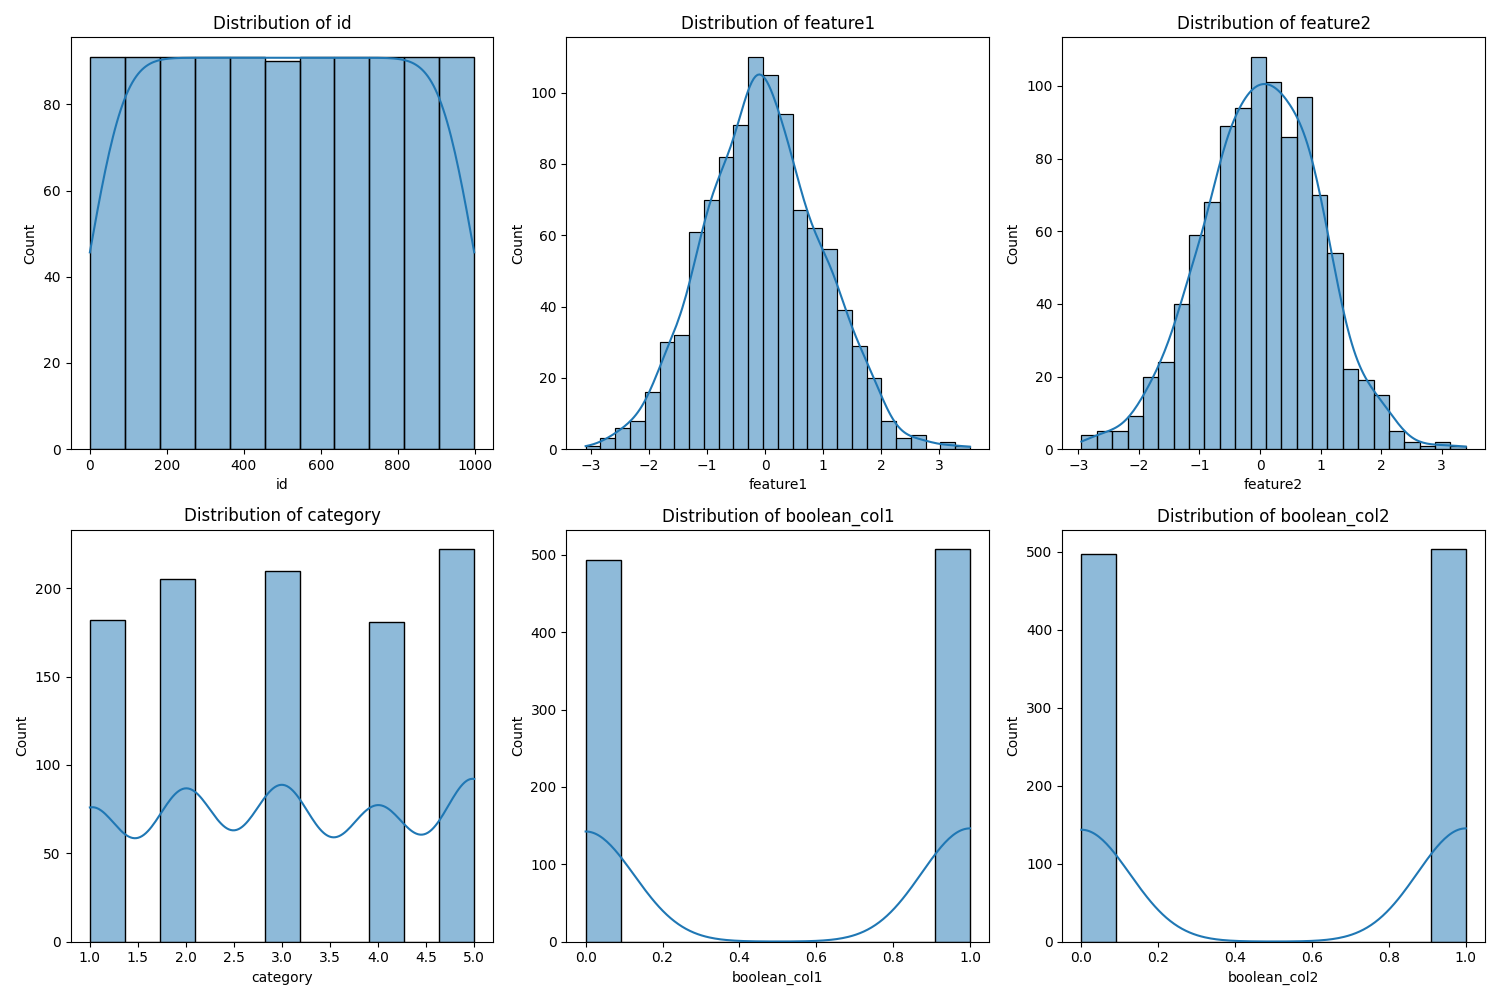 Distribution of id
Count
80
60
40
20
0
0 200 400 600 800 1000
id
Distribution of feature1
Count
100
80
60
40
20
0
−3 −2 −1 0 1 2 3
feature1
Distribution of feature2
Count
100
80
60
40
20
0
−3 −2 −1 0 1 2 3
feature2
Distribution of category
Count
200
150
100
50
0
1.0 1.5 2.0 2.5 3.0 3.5 4.0 4.5 5.0
category
Distribution of boolean_col1
Count
500
400
300
200
100
0
0.0 0.2 0.4 0.6 0.8 1.0
boolean_col1
Distribution of boolean_col2
Count
500
400
300
200
100
0
0.0 0.2 0.4 0.6 0.8 1.0
boolean_col2